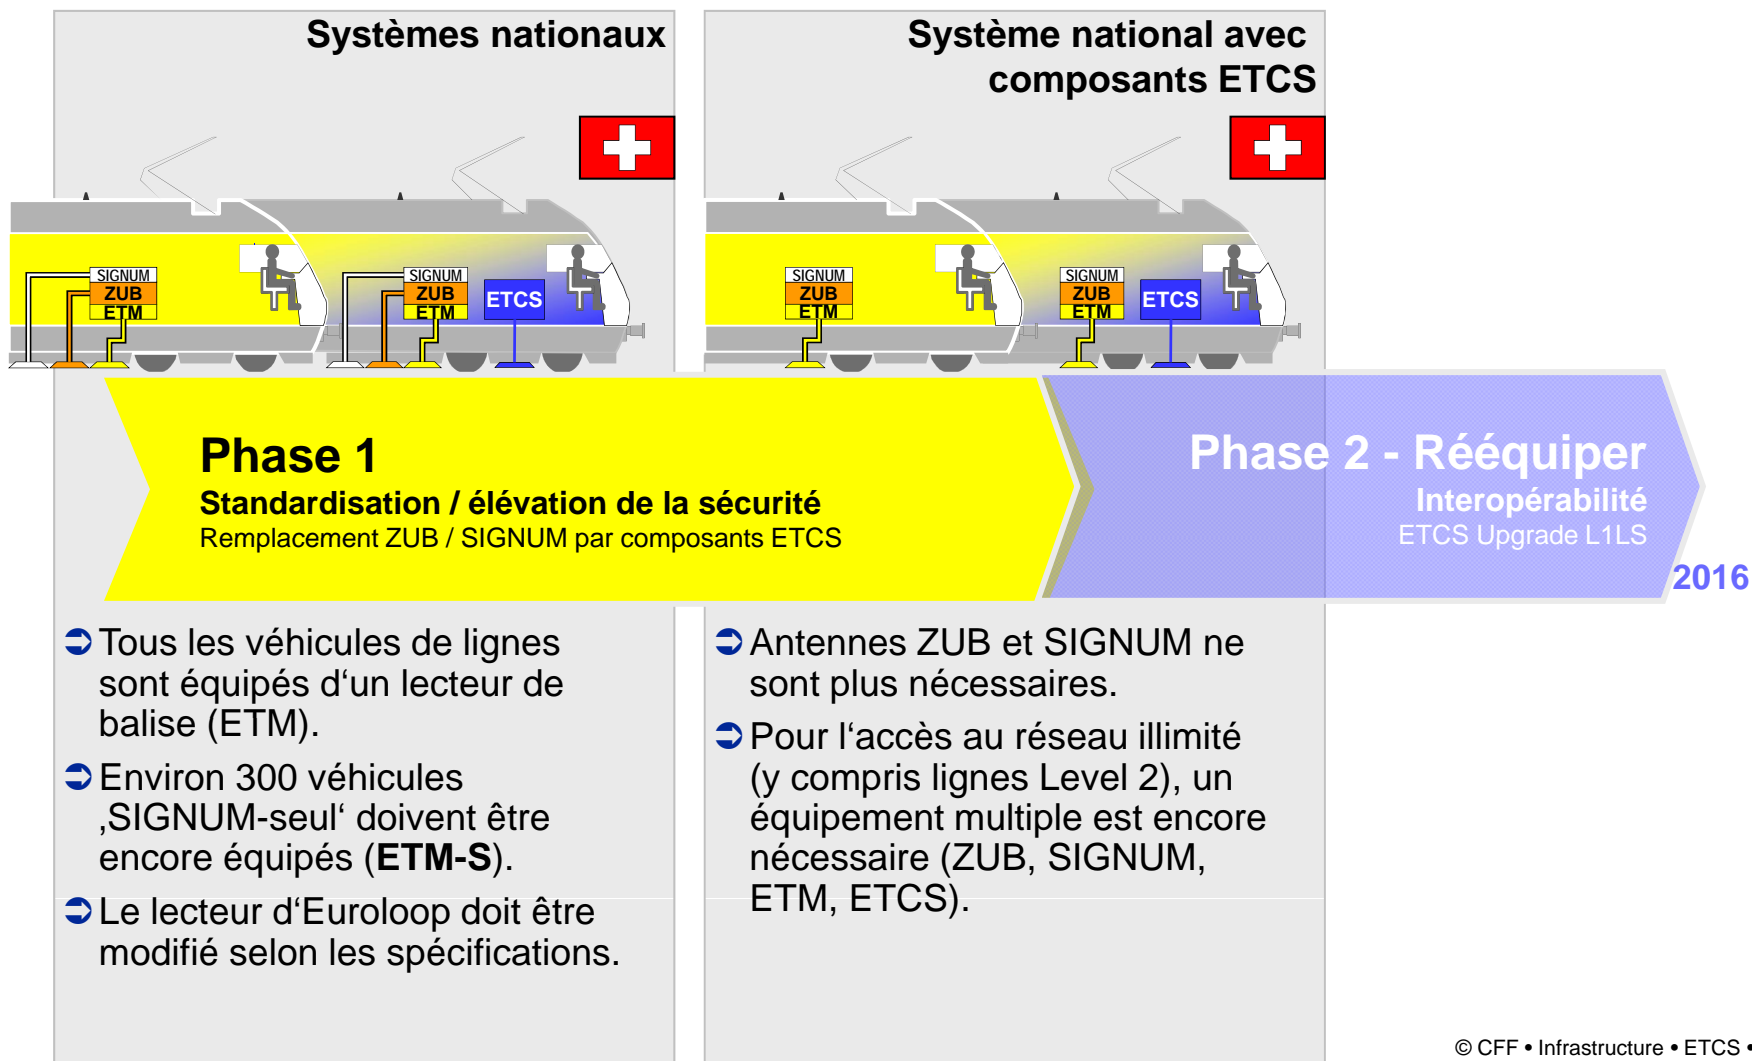 Systèmes nationaux
Système national avec
composants ETCS
SIGNUM
ZUB
ETM
SIGNUM
ZUB
ETM
ETCS
SIGNUM
ZUB
ETM
SIGNUM
ZUB
ETM
ETCS
Phase 1
Standardisation / élévation de la sécurité
Remplacement ZUB / SIGNUM par composants ETCS
Phase 2 - Rééquiper
Interopérabilité
ETCS Upgrade L1LS
2016
Tous les véhicules de lignes
sont équipés d‘un lecteur de
balise (ETM).
Environ 300 véhicules
‚SIGNUM-seul‘ doivent être
encore équipés (ETM-S).
Le lecteur d‘Euroloop doit être
modifié selon les spécifications.
Antennes ZUB et SIGNUM ne
sont plus nécessaires.
Pour l‘accès au réseau illimité
(y compris lignes Level 2), un
équipement multiple est encore
nécessaire (ZUB, SIGNUM,
ETM, ETCS).
© CFF • Infrastructure • ETCS •